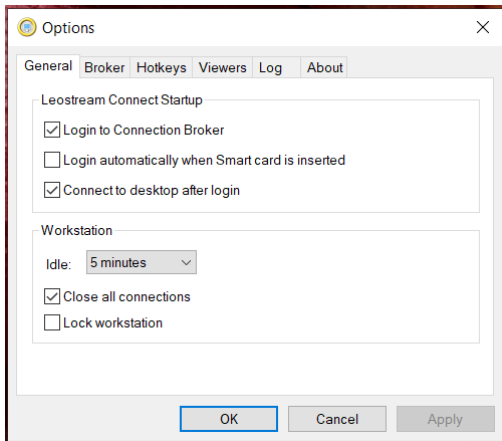 Options
General Broker Hotkeys Viewers Log About
Leostream Connect Startup
Login to Connection Broker
Login automatically when Smart card is inserted
Connect to desktop after login
Workstation
Idle: 5 minutes
Close all connections
Lock workstation
OK Cancel Apply